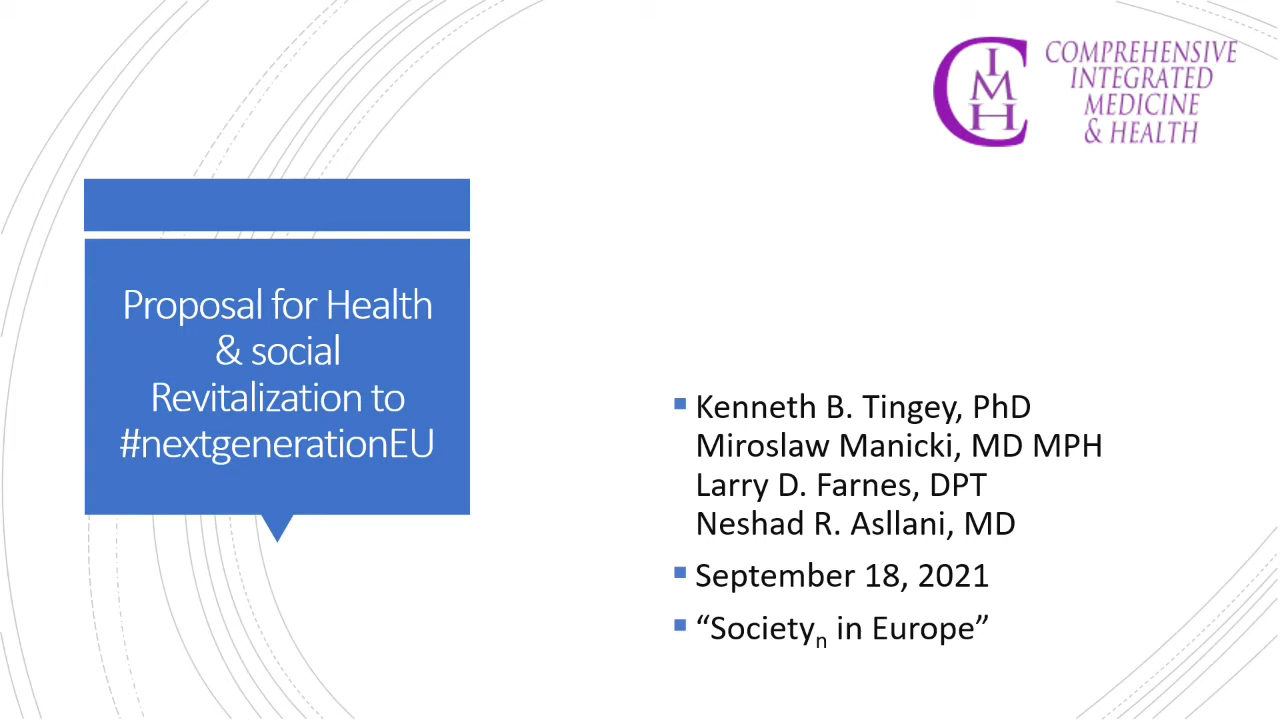 C
I
M
H
COMPREHENSIVE
INTEGRATED
MEDICINE
& HEALTH
Proposal for Health
& social
Revitalization to
#nextgenerationEU
Kenneth B. Tingey, PhD
Miroslaw Manicki, MD MPH
Larry D. Farnes, DPT
Neshad R. Asllani, MD
September 18, 2021
“Societyₙ in Europe”